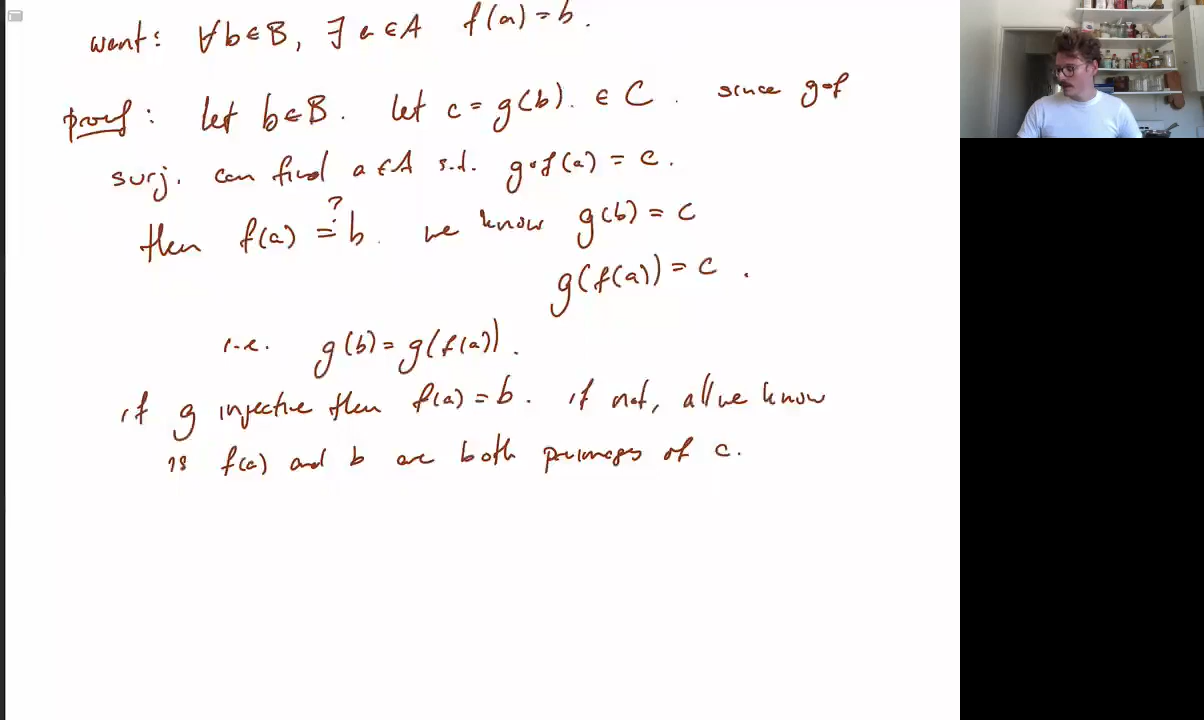 want: ∀b∈B, ∃a∈A f(a)=b.
proof: let b∈B. let c=g(b). ∈ C. since g∘f
surj. can find a∈A s.t. g∘f(a) = c.
then f(a) ≟ b. we know g(b) = c
g(f(a)) = c.
i.e. g(b) = g(f(a)).
if g injective then f(a) = b. if not, all we know
is f(a) and b are both preimages of c.